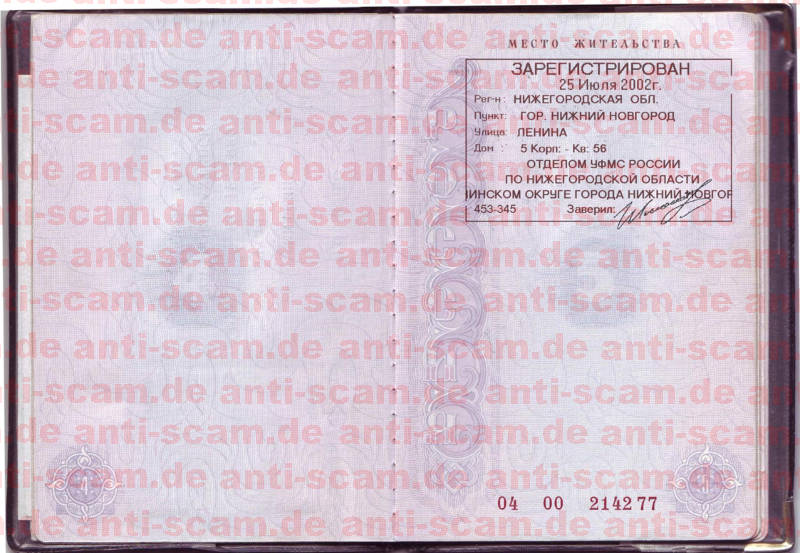 МЕСТО ЖИТЕЛЬСТВА
ЗАРЕГИСТРИРОВАН
25 Июля 2002г.
Рег-н: НИЖЕГОРОДСКАЯ ОБЛ.
Пункт: ГОР. НИЖНИЙ НОВГОРОД
Улица: ЛЕНИНА
Дом : 5 Корп: - Кв: 56
ОТДЕЛОМ УФМС РОССИИ
ПО НИЖЕГОРОДСКОЙ ОБЛАСТИ
ИНСКОМ ОКРУГЕ ГОРОДА НИЖНИЙ НОВГОР
453-345 Заверил:
04 00 214277
anti-scam.de